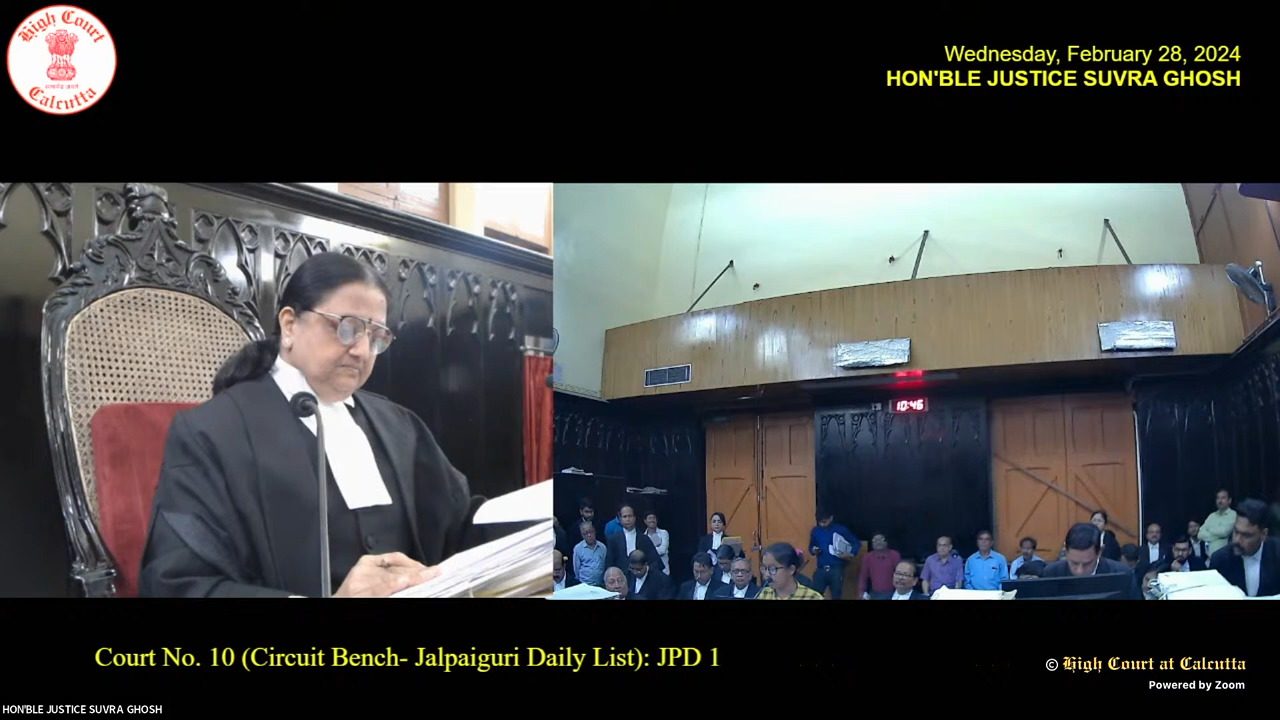 High Court
Calcutta
Wednesday, February 28, 2024
HON'BLE JUSTICE SUVRA GHOSH
10:46
Court No. 10 (Circuit Bench- Jalpaiguri Daily List): JPD 1
© High Court at Calcutta
Powered by Zoom
HON'BLE JUSTICE SUVRA GHOSH